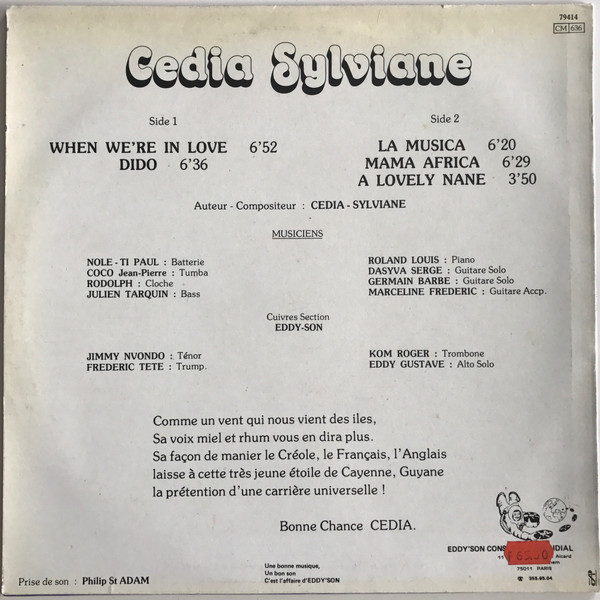 79414
CM 636
Cedia Sylviane
Side 1
WHEN WE'RE IN LOVE 6'52
DIDO 6'36
Side 2
LA MUSICA 6'20
MAMA AFRICA 6'29
A LOVELY NANE 3'50
Auteur - Compositeur : CEDIA - SYLVIANE
MUSICIENS
NOLE - TI PAUL : Batterie
COCO Jean-Pierre : Tumba
RODOLPH : Cloche
JULIEN TARQUIN : Bass
ROLAND LOUIS : Piano
DASYVA SERGE : Guitare Solo
GERMAIN BARBE : Guitare Solo
MARCELINE FREDERIC : Guitare Accp.
Cuivres Section
EDDY-SON
JIMMY NVONDO : Ténor
FREDERIC TETE : Trump.
KOM ROGER : Trombone
EDDY GUSTAVE : Alto Solo
Comme un vent qui nous vient des iles,
Sa voix miel et rhum vous en dira plus.
Sa façon de manier le Créole, le Français, l'Anglais
laisse à cette très jeune étoile de Cayenne, Guyane
la prétention d'une carrière universelle !
Bonne Chance CEDIA.
EDDY'SON
11 Aicard
75011 PARIS
Une bonne musique,
Un bon son
C'est l'affaire d'EDDY'SON
Prise de son : Philip St ADAM